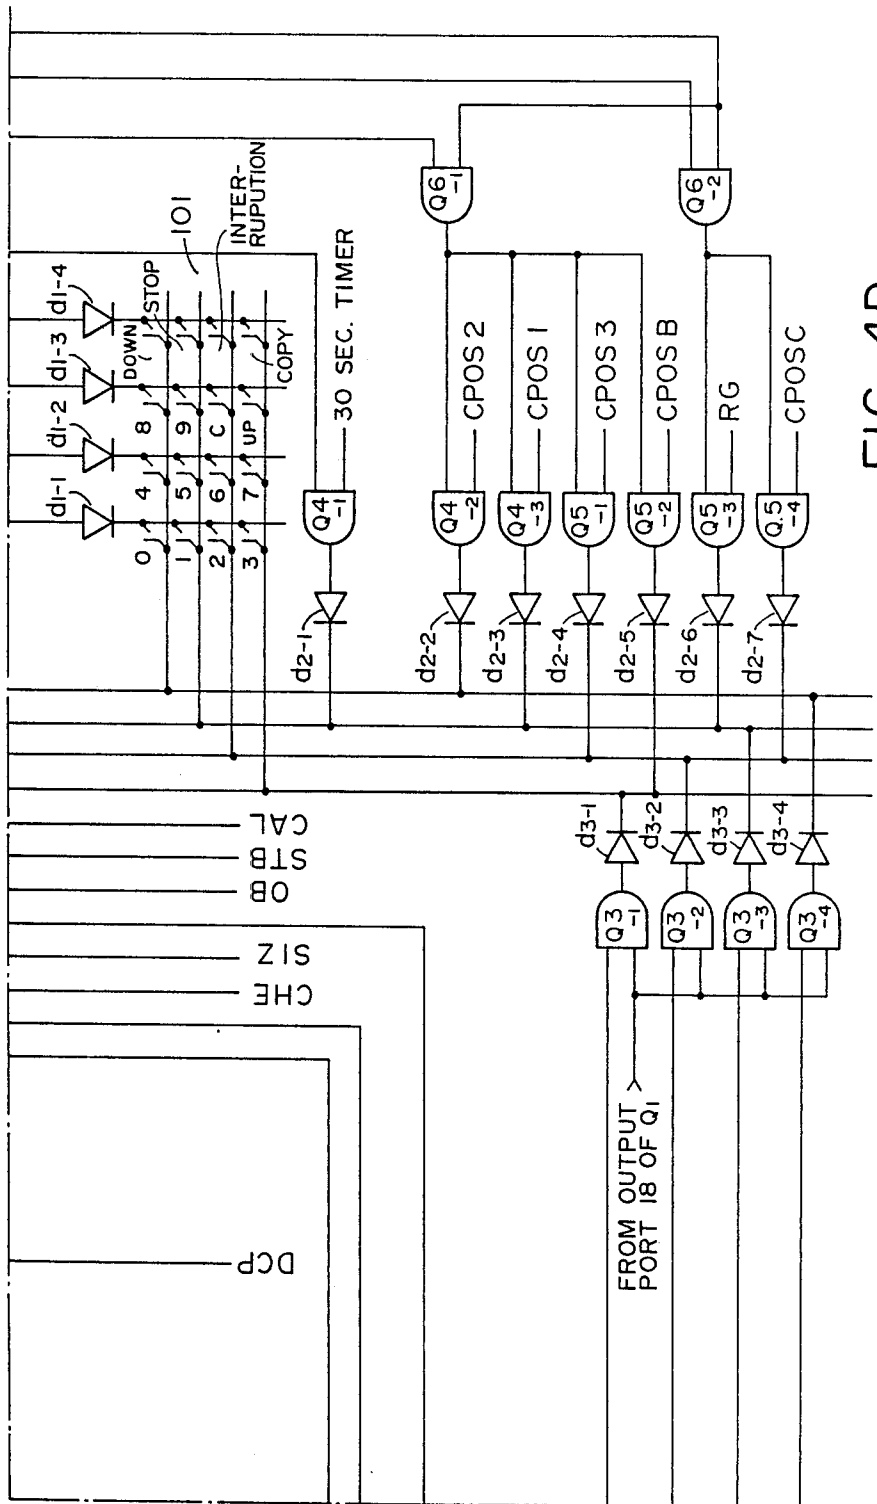 d1-4
d1-3
d1-2
d1-1
DOWN
STOP
101
INTER-
RUPUTION
COPY
8
9
C
UP
4
5
6
7
0
1
2
3
Q6
-1
Q6
-2
30 SEC. TIMER
Q4
-1
CPOS 2
CPOS 1
CPOS 3
CPOS B
RG
CPOS C
Q4
-2
Q4
-3
Q5
-1
Q5
-2
Q5
-3
Q.5
-4
d2-1
d2-2
d2-3
d2-4
d2-5
d2-6
d2-7
CAL
STB
OB
SIZ
CHE
DCP
d3-1
d3-2
d3-3
d3-4
Q3
-1
Q3
-2
Q3
-3
Q3
-4
FROM OUTPUT
PORT 18 OF Q1